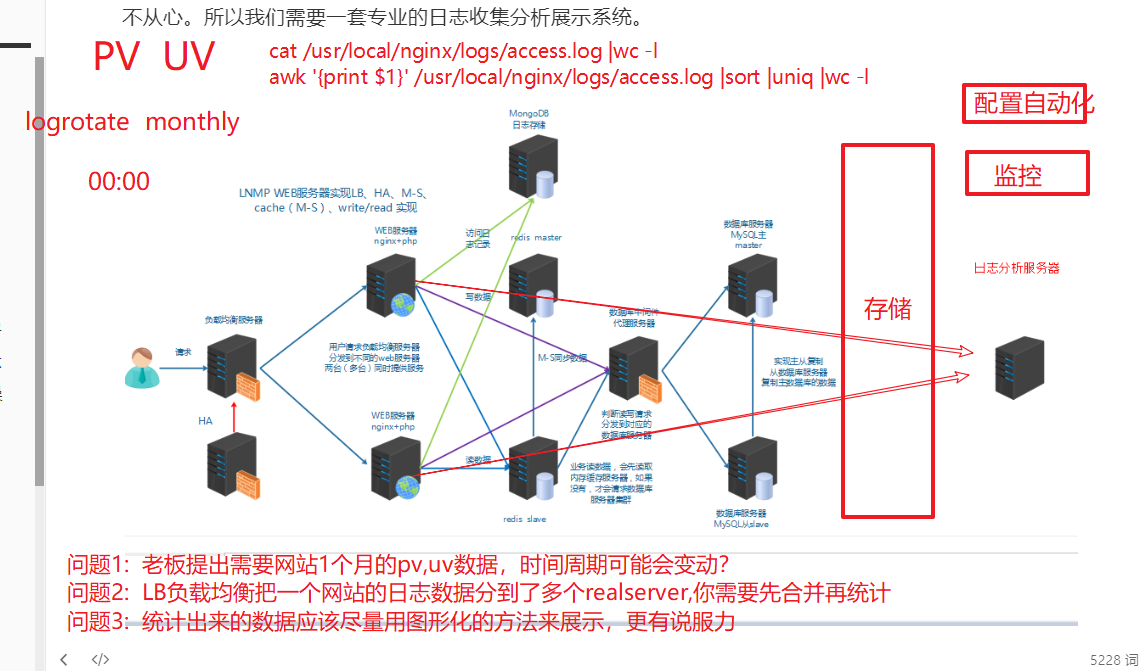 不从心。所以我们需要一套专业的日志收集分析展示系统。
PV UV
cat /usr/local/nginx/logs/access.log |wc -l
awk '{print $1}' /usr/local/nginx/logs/access.log |sort |uniq |wc -l
logrotate monthly
00:00
配置自动化
监控
MongoDB
日志存储
LNMP WEB服务器实现LB、HA、M-S、
cache（M-S）、write/read 实现
WEB服务器
nginx+php
访问日
志记录
redis master
数据库服务器
MySQL主
master
日志分析服务器
写数据
存储
负载均衡服务器
数据库中间件
代理服务器
请求
用户请求负载均衡服务器
分发到不同的web服务器
两台（多台）同时提供服务
M-S同步数据
实现主从复制
从数据库服务器
复制主数据库的数据
HA
WEB服务器
nginx+php
判断读写请求
分发到对应的
数据库服务器
读数据
业务读数据，会先读取
内存缓存服务器，如果
没有，才会请求数据库
服务器集群
redis slave
数据库服务器
MySQL从slave
问题1：老板提出需要网站1个月的pv,uv数据，时间周期可能会变动？
问题2：LB负载均衡把一个网站的日志数据分到了多个realserver,你需要先合并再统计
问题3：统计出来的数据应该尽量用图形化的方法来展示，更有说服力
</>
5228 词